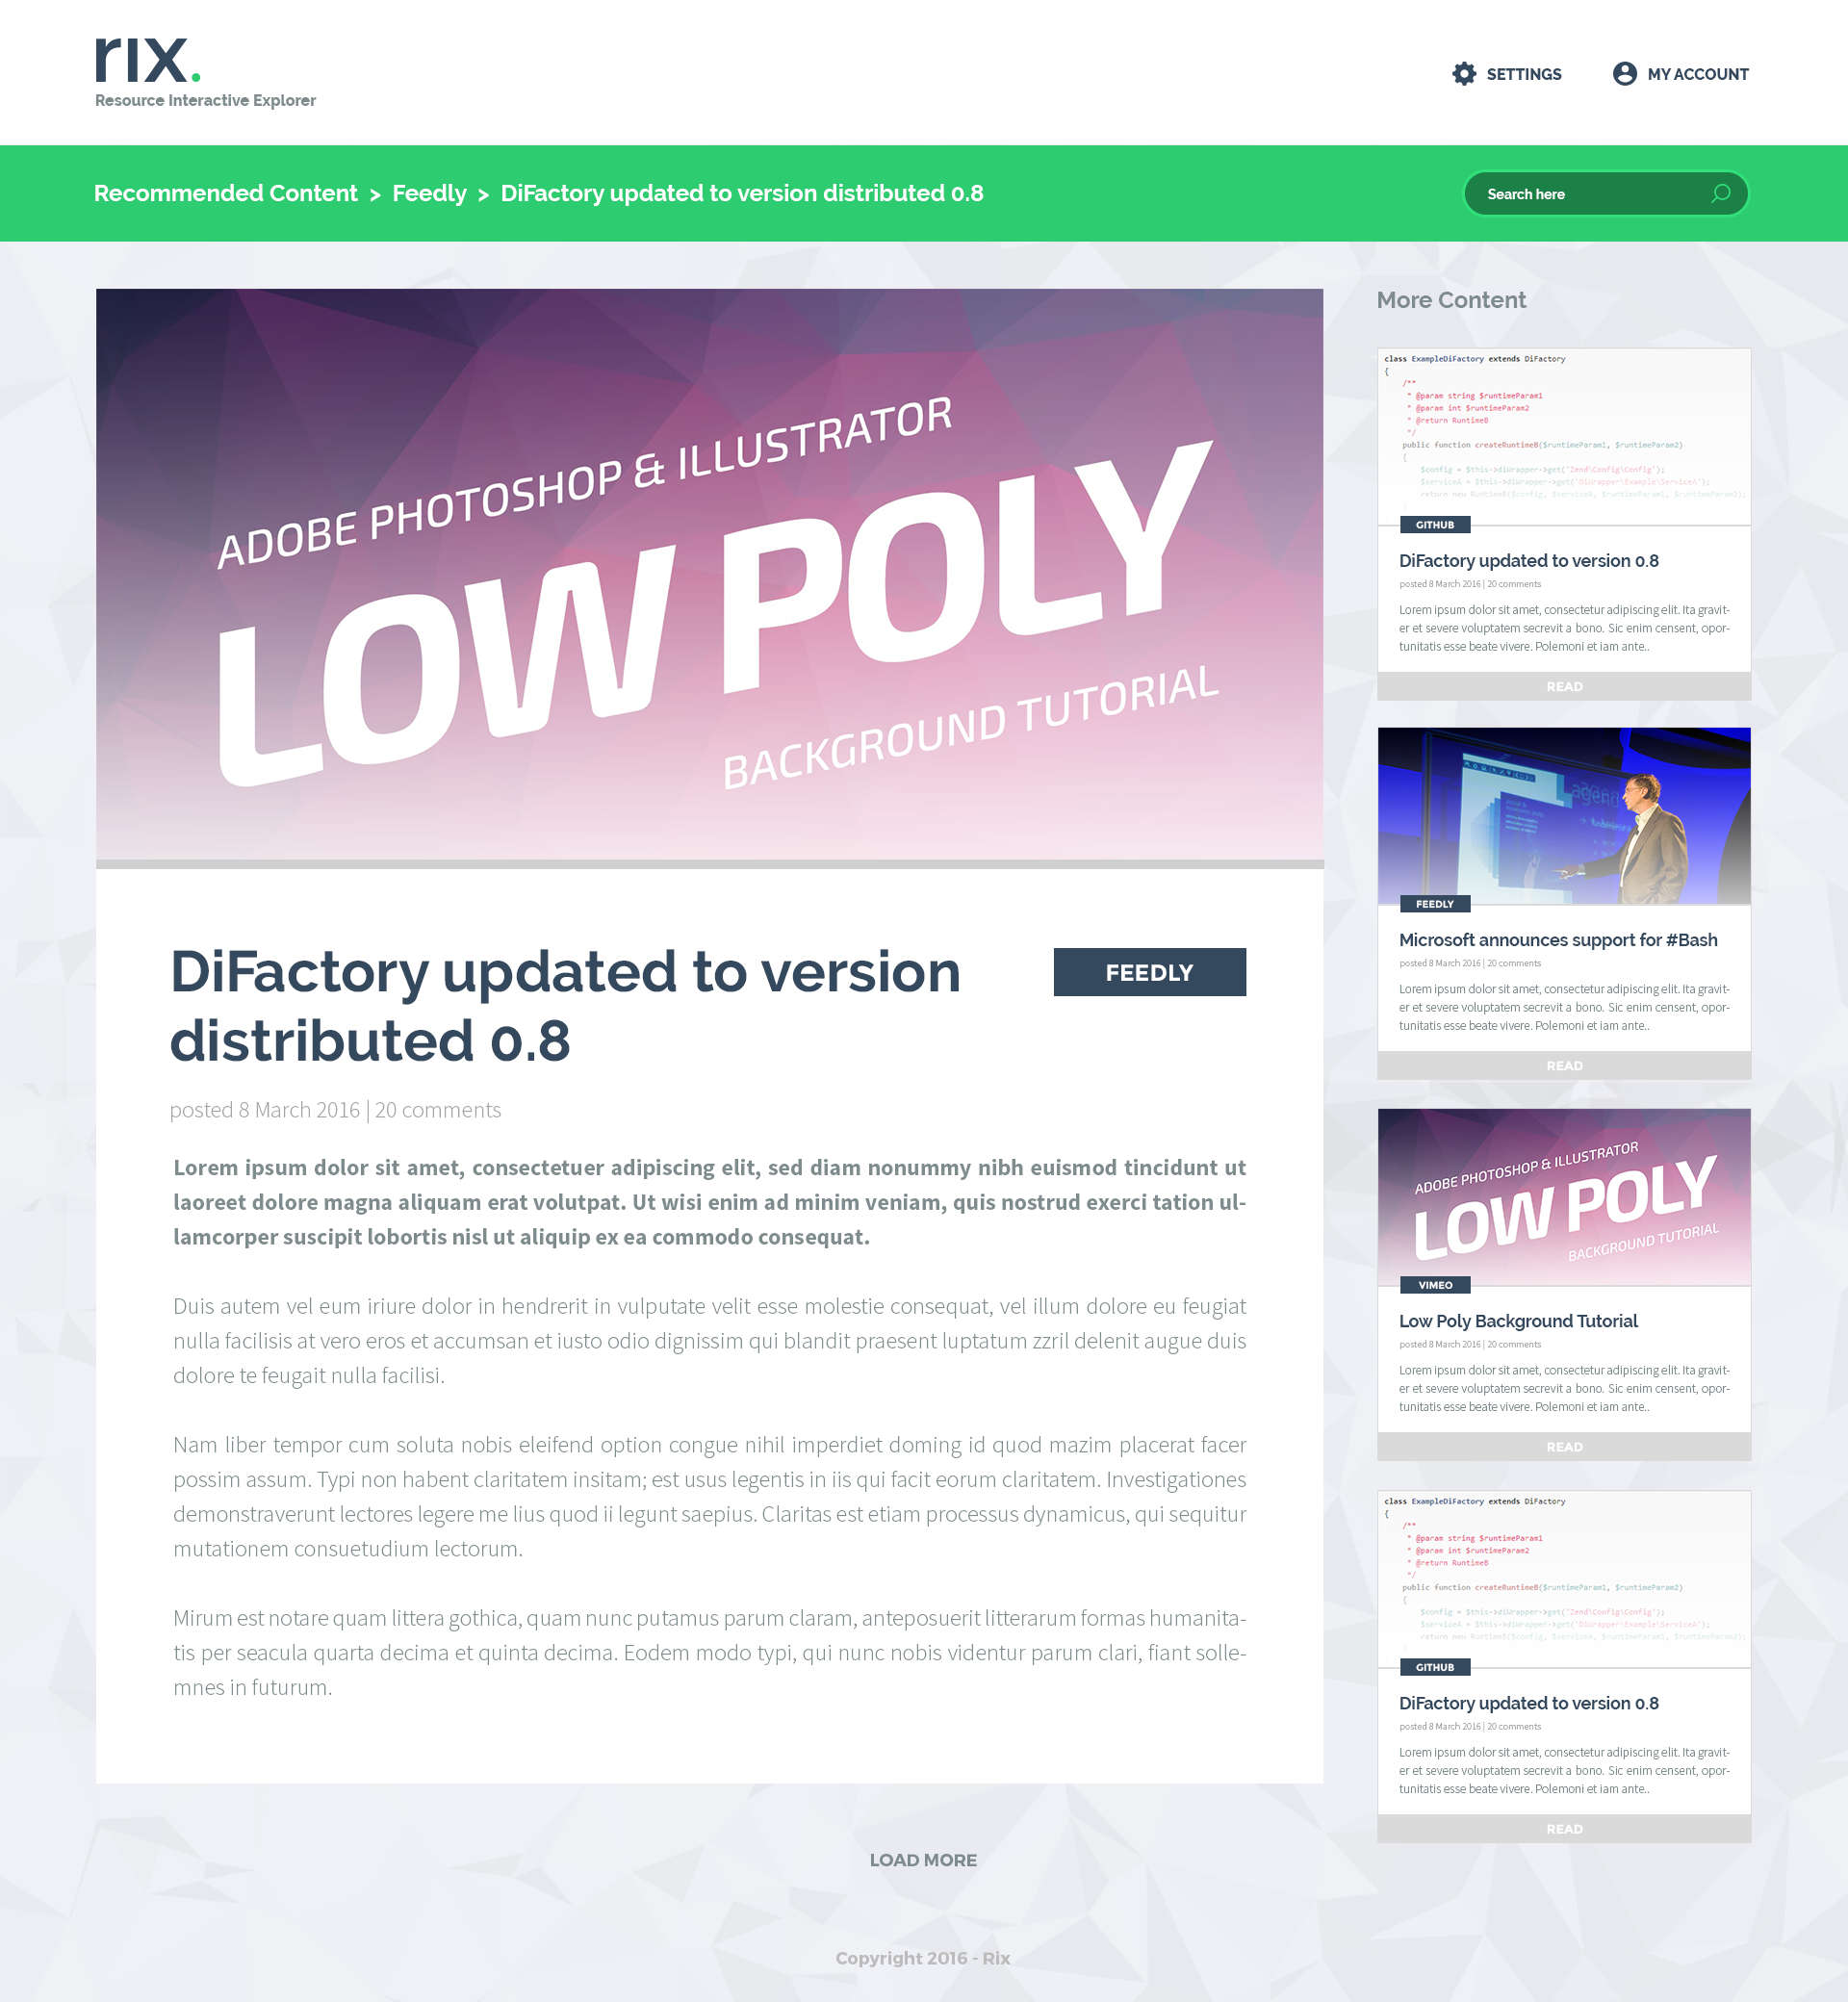 rix.
Resource Interactive Explorer
SETTINGS
MY ACCOUNT
Recommended Content > Feedly > DiFactory updated to version distributed 0.8
Search here
ADOBE PHOTOSHOP & ILLUSTRATOR
LOW POLY
BACKGROUND TUTORIAL
DiFactory updated to version
distributed 0.8
FEEDLY
posted 8 March 2016 | 20 comments
Lorem ipsum dolor sit amet, consectetuer adipiscing elit, sed diam nonummy nibh euismod tincidunt ut
laoreet dolore magna aliquam erat volutpat. Ut wisi enim ad minim veniam, quis nostrud exerci tation ul-
lamcorper suscipit lobortis nisl ut aliquip ex ea commodo consequat.
Duis autem vel eum iriure dolor in hendrerit in vulputate velit esse molestie consequat, vel illum dolore eu feugiat
nulla facilisis at vero eros et accumsan et iusto odio dignissim qui blandit praesent luptatum zzril delenit augue duis
dolore te feugait nulla facilisi.
Nam liber tempor cum soluta nobis eleifend option congue nihil imperdiet doming id quod mazim placerat facer
possim assum. Typi non habent claritatem insitam; est usus legentis in iis qui facit eorum claritatem. Investigationes
demonstraverunt lectores legere me lius quod ii legunt saepius. Claritas est etiam processus dynamicus, qui sequitur
mutationem consuetudium lectorum.
Mirum est notare quam littera gothica, quam nunc putamus parum claram, anteposuerit litterarum formas humanita-
tis per seacula quarta decima et quinta decima. Eodem modo typi, qui nunc nobis videntur parum clari, fiant solle-
mnes in futurum.
More Content
class ExampleDiFactory extends DiFactory
{
/**
* @param string $runtimeParam1
* @param int $runtimeParam2
* @return RuntimeB
*/
public function createRuntimeB($runtimeParam1, $runtimeParam2)
{
$config = $this->diWrapper->get('Zend\Config\Config');
$serviceA = $this->diWrapper->get('DiWrapper\Example\ServiceA');
return new RuntimeB($config, $serviceA, $runtimeParam1, $runtimeParam2);
GITHUB
DiFactory updated to version 0.8
posted 8 March 2016 | 20 comments
Lorem ipsum dolor sit amet, consectetur adipiscing elit. Ita gravit-
er et severe voluptatem secrevit a bono. Sic enim censent, opor-
tunitatis esse beate vivere. Polemoni et iam ante..
READ
agend
FEEDLY
Microsoft announces support for #Bash
posted 8 March 2016 | 20 comments
Lorem ipsum dolor sit amet, consectetur adipiscing elit. Ita gravit-
er et severe voluptatem secrevit a bono. Sic enim censent, opor-
tunitatis esse beate vivere. Polemoni et iam ante..
READ
ADOBE PHOTOSHOP & ILLUSTRATOR
LOW POLY
BACKGROUND TUTORIAL
VIMEO
Low Poly Background Tutorial
posted 8 March 2016 | 20 comments
Lorem ipsum dolor sit amet, consectetur adipiscing elit. Ita gravit-
er et severe voluptatem secrevit a bono. Sic enim censent, opor-
tunitatis esse beate vivere. Polemoni et iam ante..
READ
class ExampleDiFactory extends DiFactory
{
/**
* @param string $runtimeParam1
* @param int $runtimeParam2
* @return RuntimeB
*/
public function createRuntimeB($runtimeParam1, $runtimeParam2)
{
$config = $this->diWrapper->get('Zend\Config\Config');
$serviceA = $this->diWrapper->get('DiWrapper\Example\ServiceA');
return new RuntimeB($config, $serviceA, $runtimeParam1, $runtimeParam2);
GITHUB
DiFactory updated to version 0.8
posted 8 March 2016 | 20 comments
Lorem ipsum dolor sit amet, consectetur adipiscing elit. Ita gravit-
er et severe voluptatem secrevit a bono. Sic enim censent, opor-
tunitatis esse beate vivere. Polemoni et iam ante..
READ
LOAD MORE
Copyright 2016 - Rix